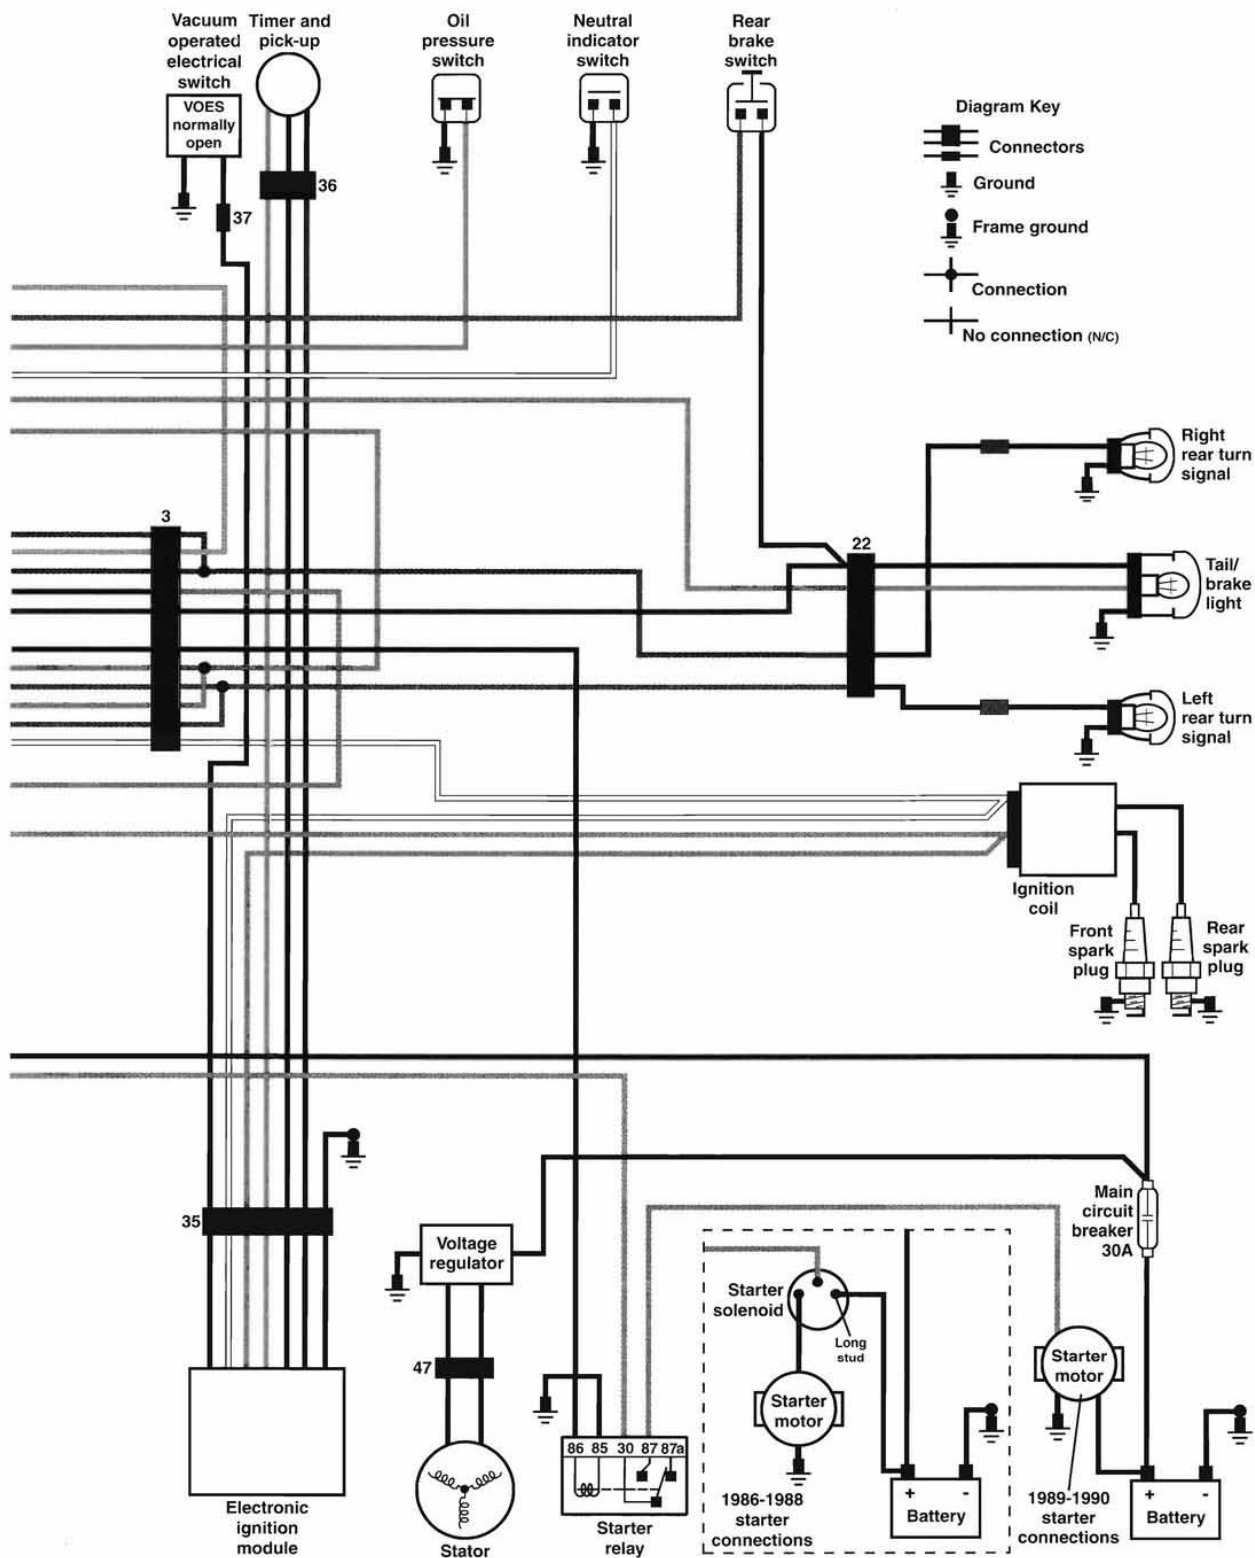 Vacuum
operated
electrical
switch
VOES
normally
open
Timer and
pick-up
Oil
pressure
switch
Neutral
indicator
switch
Rear
brake
switch
Diagram Key
Connectors
Ground
Frame ground
Connection
No connection (N/C)
36
37
3
22
Right
rear turn
signal
Tail/
brake
light
Left
rear turn
signal
Ignition
coil
Front
spark
plug
Rear
spark
plug
35
Voltage
regulator
47
Stator
Electronic
ignition
module
86 85 30 87 87a
Starter
relay
Starter
solenoid
Long
stud
Starter
motor
1986-1988
starter
connections
+ -
Battery
Main
circuit
breaker
30A
Starter
motor
1989-1990
starter
connections
+ -
Battery